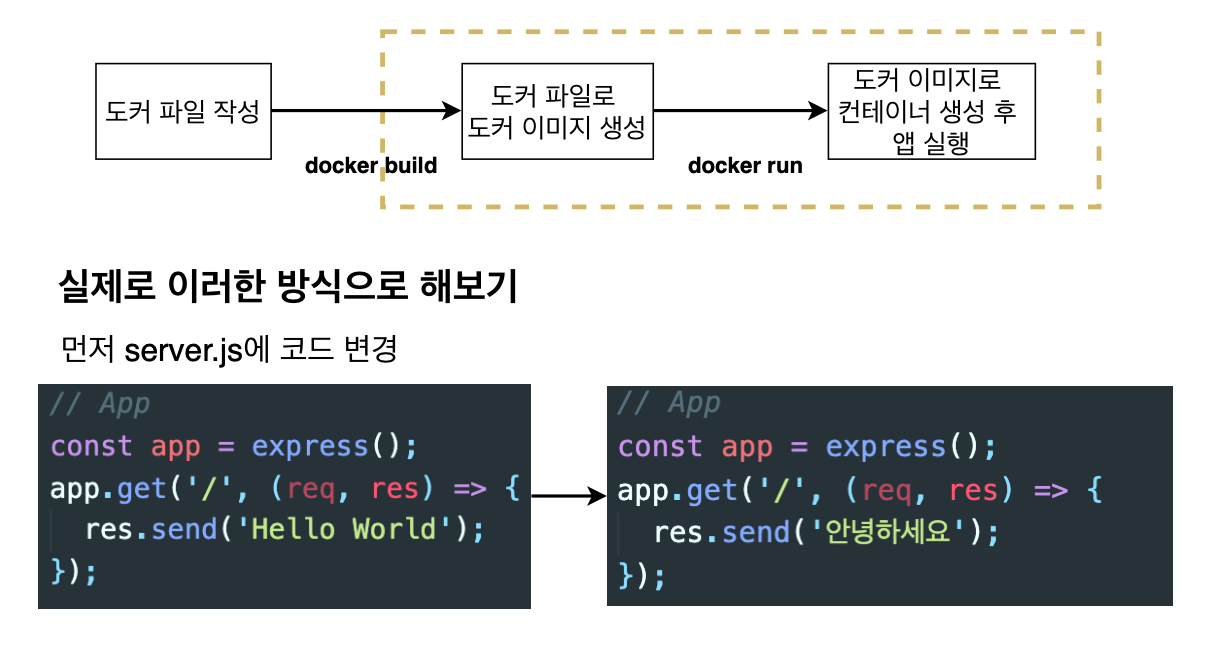 도커 파일 작성
docker build
도커 파일로
도커 이미지 생성
docker run
도커 이미지로
컨테이너 생성 후
앱 실행
실제로 이러한 방식으로 해보기
먼저 server.js에 코드 변경
// App
const app = express();
app.get('/', (req, res) => {
res.send('Hello World');
});
// App
const app = express();
app.get('/', (req, res) => {
res.send('안녕하세요');
});